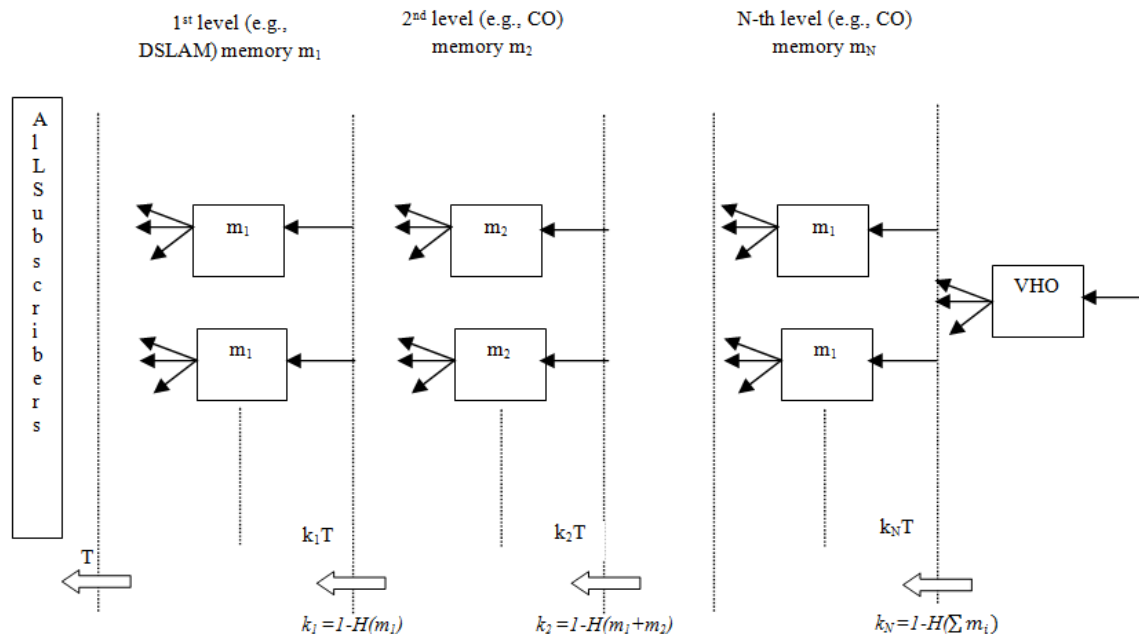 1st level (e.g.,
DSLAM) memory m1
2nd level (e.g., CO)
memory m2
N-th level (e.g., CO)
memory mN
A
l
L
S
u
b
s
c
r
i
b
e
r
s
m1
m2
m1
VHO
m1
m2
m1
T
k1T
k2T
kNT
k1 =1-H(m1)
k2 =1-H(m1+m2)
kN=1-H(∑ mi)